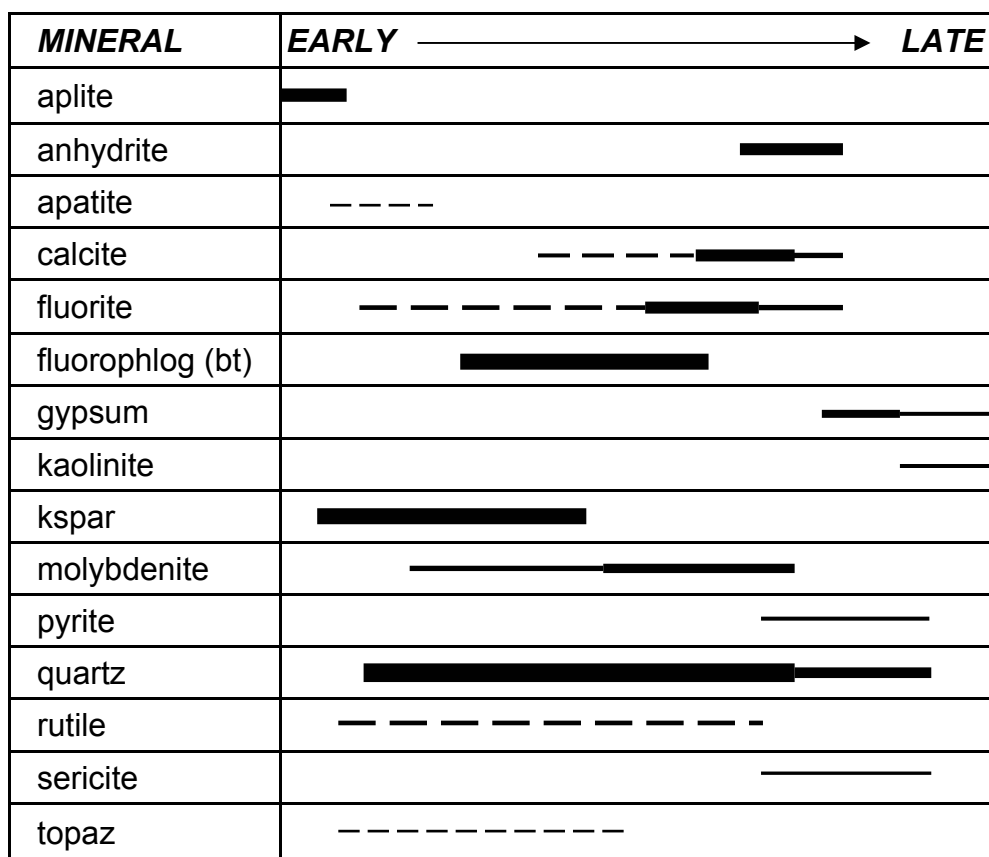 MINERAL EARLY LATE
aplite
anhydrite
apatite
calcite
fluorite
fluorophlog (bt)
gypsum
kaolinite
kspar
molybdenite
pyrite
quartz
rutile
sericite
topaz